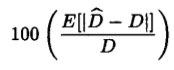 100 ( E[|D̂ − D|] / D )